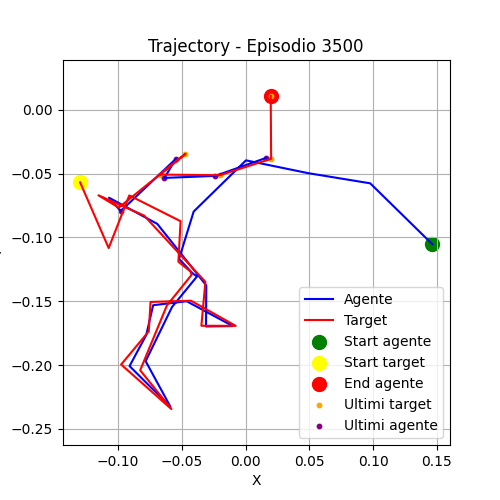 Trajectory - Episodio 3500
0.00
−0.05
−0.10
−0.15
−0.20
−0.25
−0.10
−0.05
0.00
0.05
0.10
0.15
X
Agente
Target
Start agente
Start target
End agente
Ultimi target
Ultimi agente